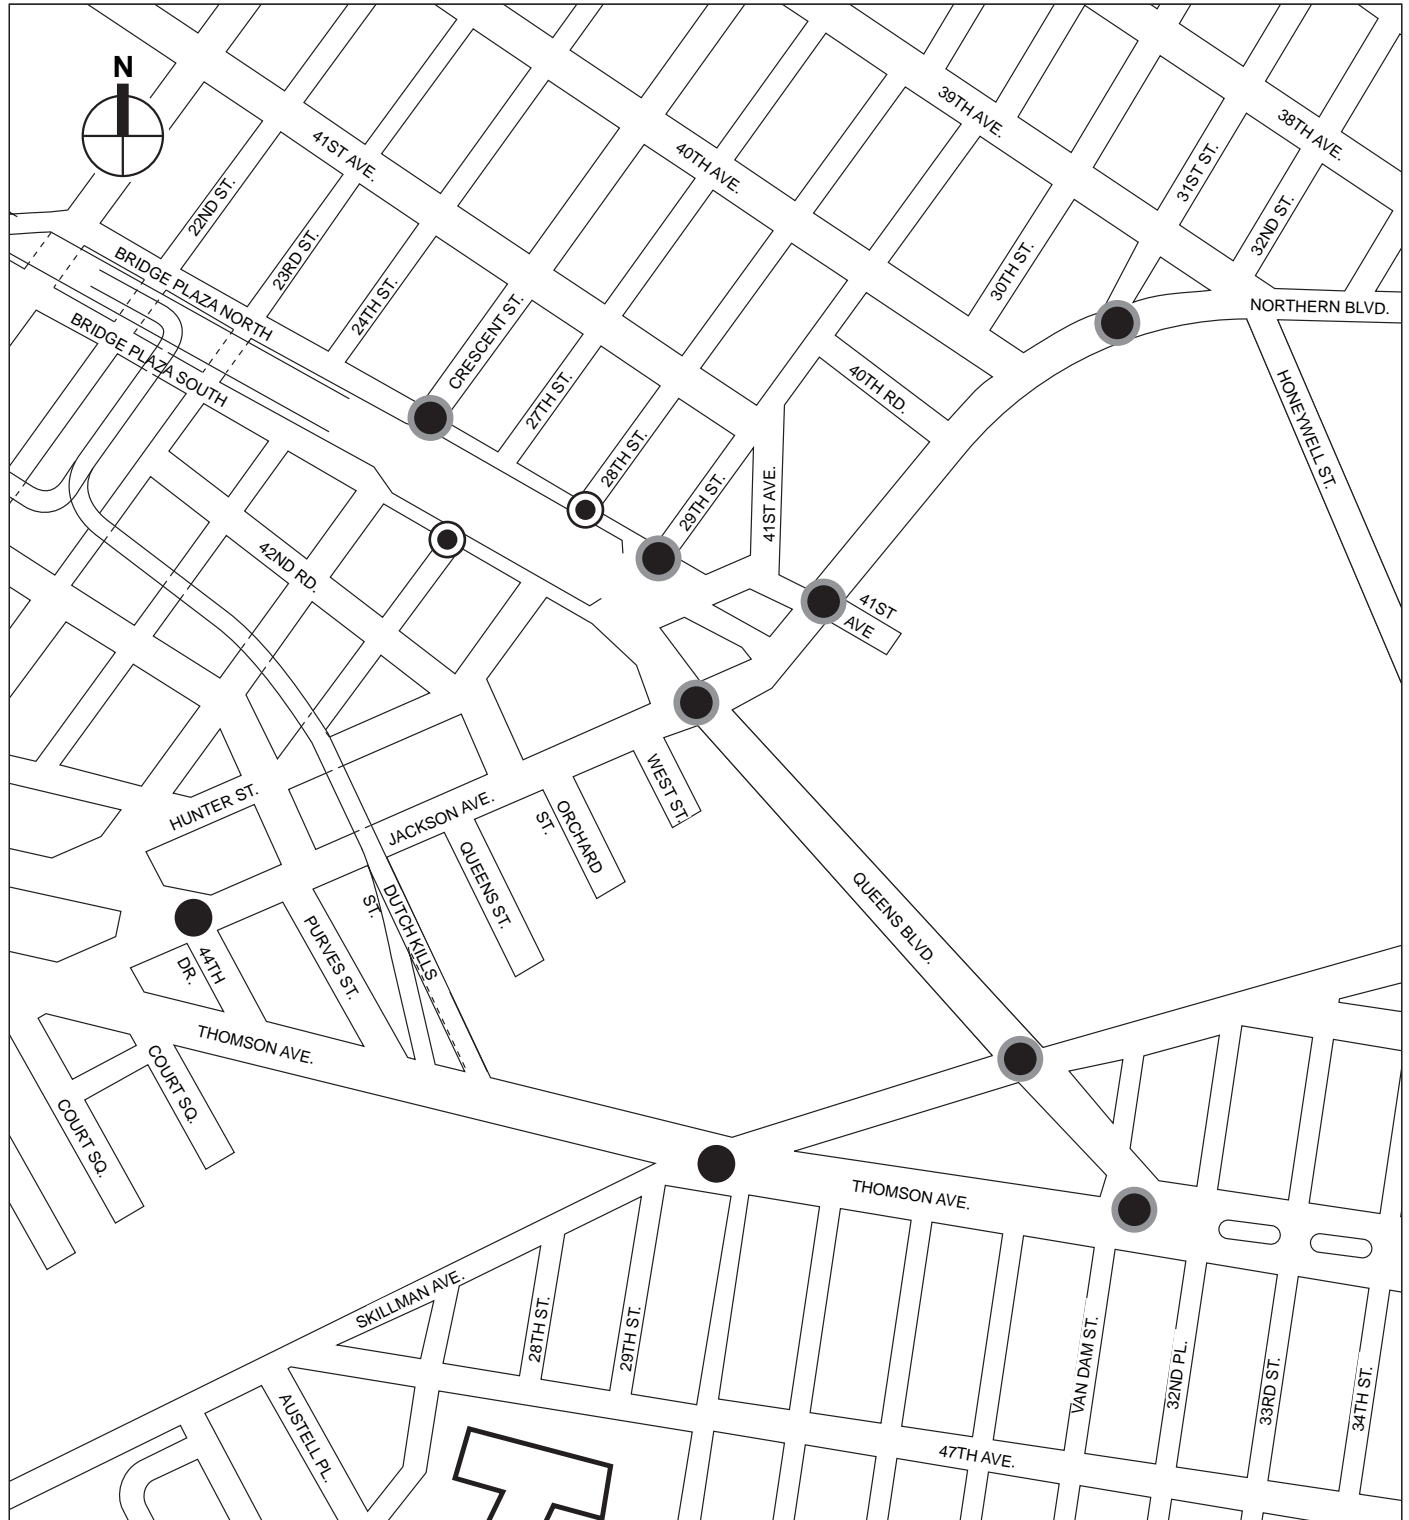 N
39TH AVE.
38TH AVE.
41ST AVE.
40TH AVE.
31ST ST.
22ND ST.
32ND ST.
23RD ST.
30TH ST.
BRIDGE PLAZA NORTH
24TH ST.
NORTHERN BLVD.
CRESCENT ST.
BRIDGE PLAZA SOUTH
40TH RD.
27TH ST.
HONEYWELL ST.
28TH ST.
29TH ST.
41ST AVE.
42ND RD.
41ST
AVE
WEST ST.
HUNTER ST.
JACKSON AVE.
ORCHARD
ST.
QUEENS ST.
DUTCH KILLS
ST.
QUEENS BLVD.
PURVES ST.
44TH
DR.
THOMSON AVE.
COURT SQ.
COURT SQ.
THOMSON AVE.
SKILLMAN AVE.
28TH ST.
29TH ST.
VAN DAM ST.
32ND PL.
33RD ST.
34TH ST.
AUSTELL PL.
47TH AVE.